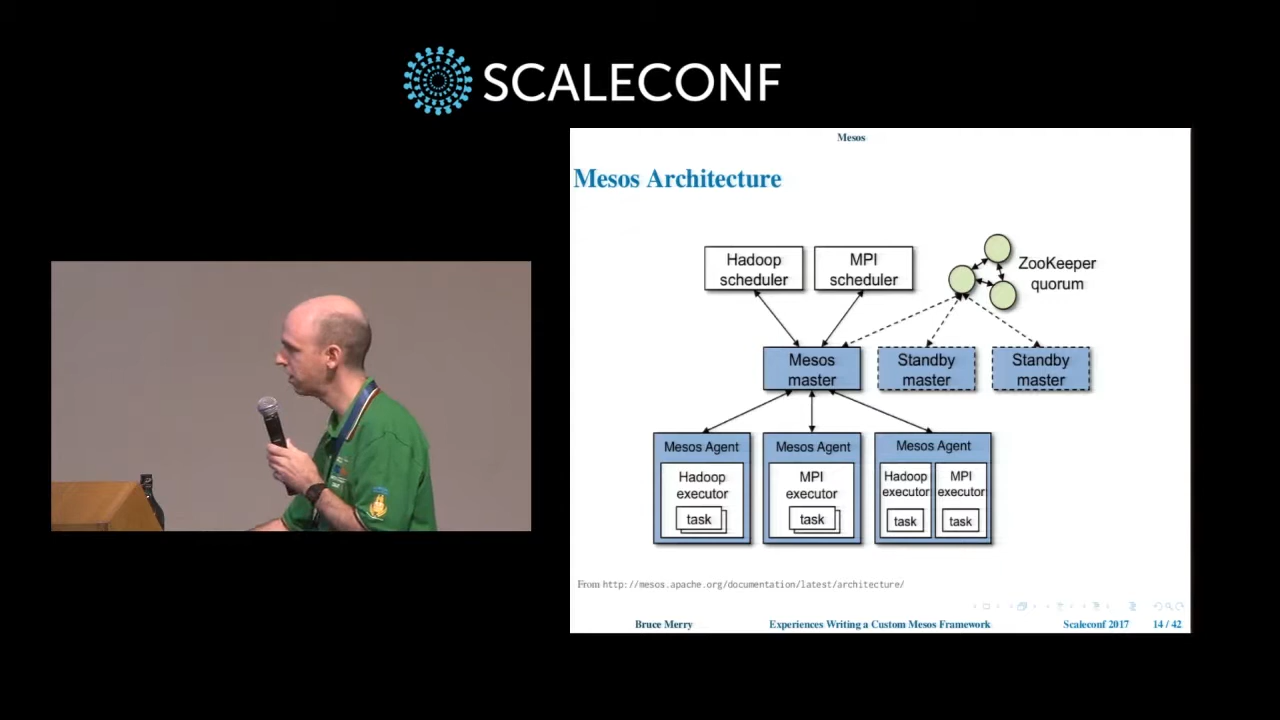 SCALECONF
Mesos
Mesos Architecture
Hadoop
scheduler
MPI
scheduler
ZooKeeper
quorum
Mesos
master
Standby
master
Standby
master
Mesos Agent
Hadoop
executor
task
Mesos Agent
MPI
executor
task
Mesos Agent
Hadoop
executor
task
MPI
executor
task
From http://mesos.apache.org/documentation/latest/architecture/
Bruce Merry Experiences Writing a Custom Mesos Framework Scaleconf 2017 14 / 42